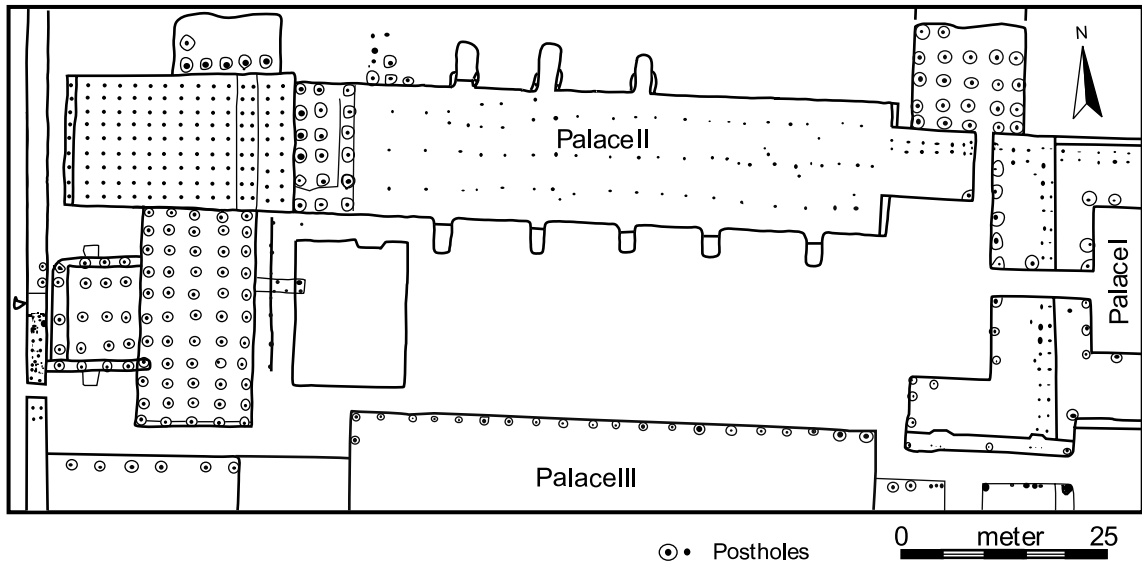 N
PalaceII
PalaceI
PalaceIII
0 meter 25
Postholes